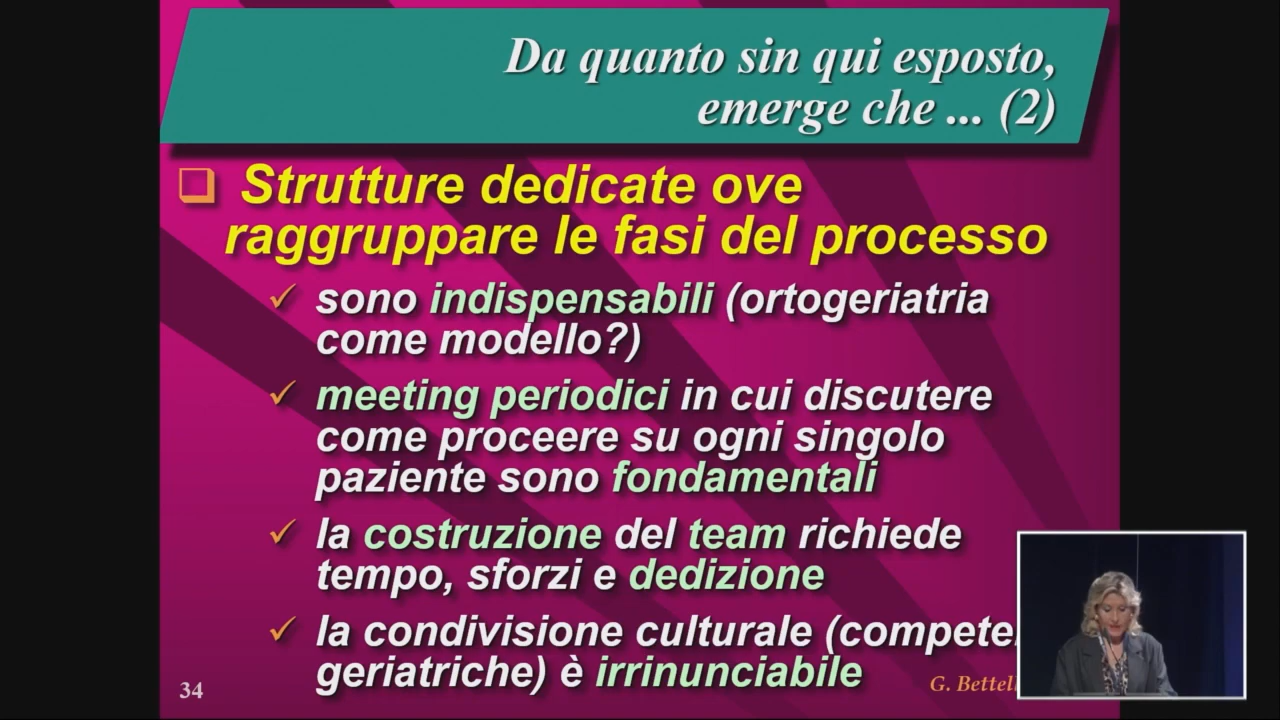 Da quanto sin qui esposto,
emerge che ... (2)
Strutture dedicate ove
raggruppare le fasi del processo
sono indispensabili (ortogeriatria
come modello?)
meeting periodici in cui discutere
come proceere su ogni singolo
paziente sono fondamentali
la costruzione del team richiede
tempo, sforzi e dedizione
la condivisione culturale
geriatriche) è irrinunciabile
34
G.